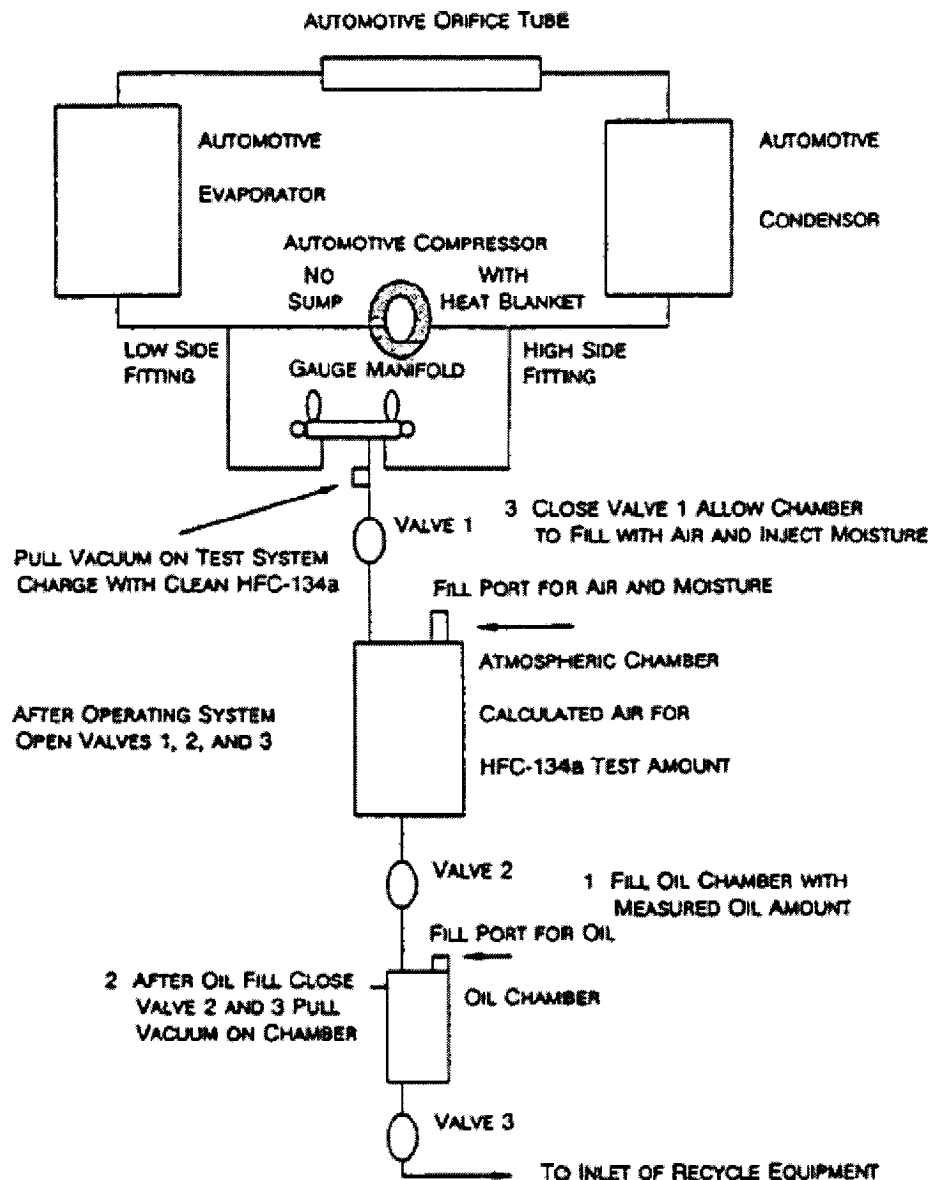 AUTOMOTIVE ORIFICE TUBE
AUTOMOTIVE
EVAPORATOR
AUTOMOTIVE
CONDENSOR
AUTOMOTIVE COMPRESSOR
NO
SUMP
WITH
HEAT BLANKET
LOW SIDE
FITTING
GAUGE MANIFOLD
HIGH SIDE
FITTING
VALVE 1
3 CLOSE VALVE 1 ALLOW CHAMBER
TO FILL WITH AIR AND INJECT MOISTURE
PULL VACUUM ON TEST SYSTEM
CHARGE WITH CLEAN HFC-134a
FILL PORT FOR AIR AND MOISTURE
ATMOSPHERIC CHAMBER
CALCULATED AIR FOR
HFC-134a TEST AMOUNT
AFTER OPERATING SYSTEM
OPEN VALVES 1, 2, AND 3
VALVE 2
1 FILL OIL CHAMBER WITH
MEASURED OIL AMOUNT
FILL PORT FOR OIL
2 AFTER OIL FILL CLOSE
VALVE 2 AND 3 PULL
VACUUM ON CHAMBER
OIL CHAMBER
VALVE 3
TO INLET OF RECYCLE EQUIPMENT